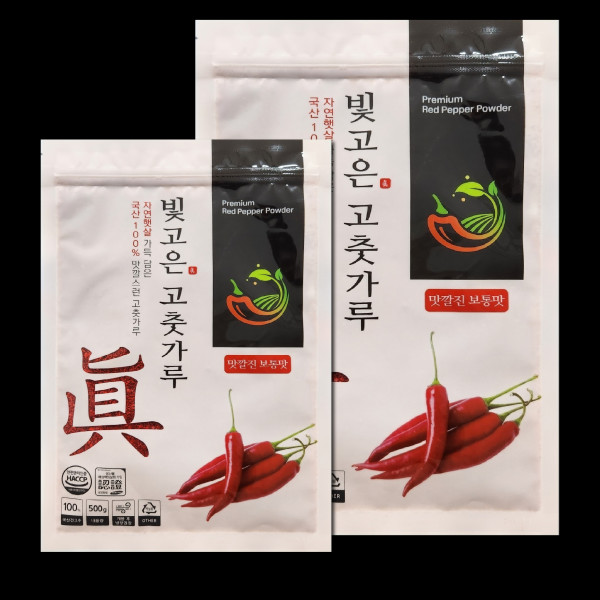 Premium
Red Pepper Powder
빛고은 고춧가루
자연햇살
국산 10
맛깔진 보통맛
Premium
Red Pepper Powder
빛고은 고춧가루
자연햇살 가득 담은
국산 100% 맛깔스런 고춧가루
맛깔진 보통맛
眞
HACCP
100%
500g
OTHER